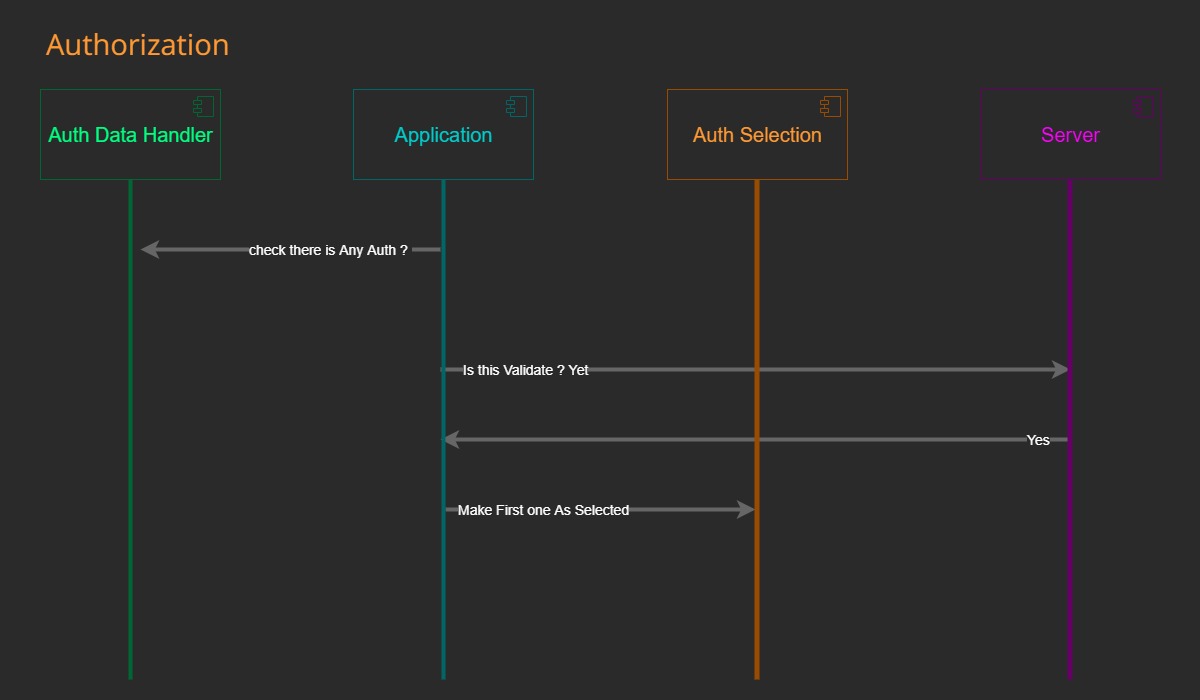 Authorization
Auth Data Handler
Application
Auth Selection
Server
check there is Any Auth ?
Is this Validate ? Yet
Yes
Make First one As Selected